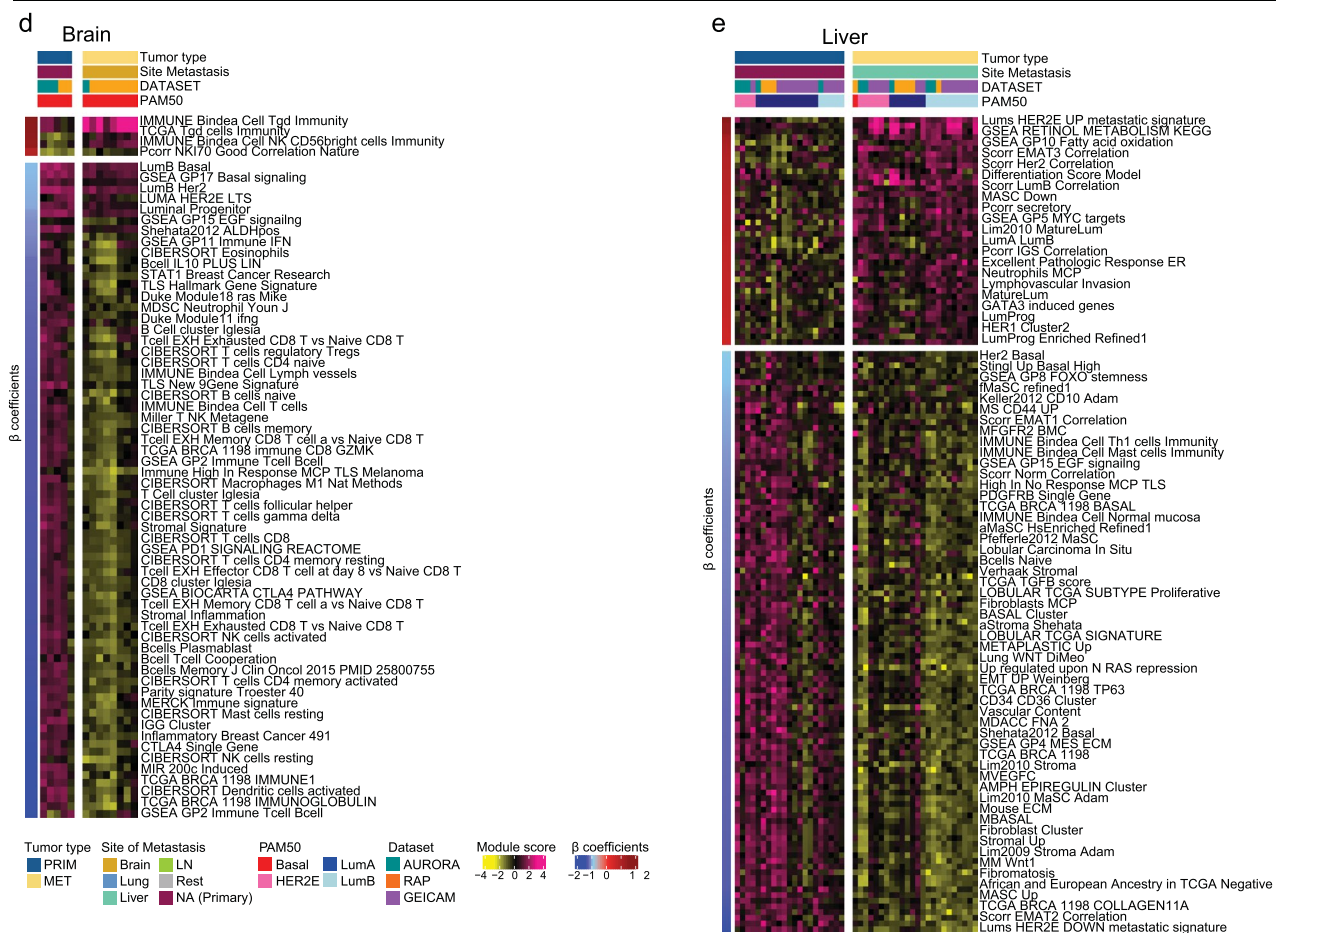 d
Brain
Tumor type
Site Metastasis
DATASET
PAM50
IMMUNE Bindea Cell Tgd Immunity
TCGA Tgd cells Immunity
IMMUNE Bindea Cell NK CD56bright cells Immunity
Pcorr NKI70 Good Correlation Nature
LumB Basal
GSEA GP17 Basal signaling
LumB Her2
LUMA HER2E LTS
Luminal Progenitor
GSEA GP15 EGF signailng
Shehata2012 ALDHpos
GSEA GP11 Immune IFN
CIBERSORT Eosinophils
Bcell IL10 PLUS LIN
STAT1 Breast Cancer Research
TLS Hallmark Gene Signature
Duke Module18 ras Mike
MDSC Neutrophil Youn J
Duke Module11 ifng
B Cell cluster Iglesia
Tcell EXH Exhausted CD8 T vs Naive CD8 T
CIBERSORT T cells regulatory Tregs
CIBERSORT T cells CD4 naive
IMMUNE Bindea Cell Lymph vessels
TLS New 9Gene Signature
CIBERSORT B cells naive
IMMUNE Bindea Cell T cells
Miller T NK Metagene
CIBERSORT B cells memory
Tcell EXH Memory CD8 T cell a vs Naive CD8 T
TCGA BRCA 1198 immune CD8 GZMK
GSEA GP2 Immune Tcell Bcell
Immune High In Response MCP TLS Melanoma
CIBERSORT Macrophages M1 Nat Methods
T Cell cluster Iglesia
CIBERSORT T cells follicular helper
CIBERSORT T cells gamma delta
Stromal Signature
CIBERSORT T cells CD8
GSEA PD1 SIGNALING REACTOME
CIBERSORT T cells CD4 memory resting
Tcell EXH Effector CD8 T cell at day 8 vs Naive CD8 T
CD8 cluster Iglesia
GSEA BIOCARTA CTLA4 PATHWAY
Tcell EXH Memory CD8 T cell a vs Naive CD8 T
Stromal Inflammation
Tcell EXH Exhausted CD8 T vs Naive CD8 T
CIBERSORT NK cells activated
Bcells Plasmablast
Bcell Tcell Cooperation
Bcells Memory J Clin Oncol 2015 PMID 25800755
CIBERSORT T cells CD4 memory activated
Parity signature Troester 40
MERCK Immune signature
CIBERSORT Mast cells resting
IGG Cluster
Inflammatory Breast Cancer 491
CTLA4 Single Gene
CIBERSORT NK cells resting
MIR 200c Induced
TCGA BRCA 1198 IMMUNE1
CIBERSORT Dendritic cells activated
TCGA BRCA 1198 IMMUNOGLOBULIN
GSEA GP2 Immune Tcell Bcell
β coefficients
Tumor type
PRIM
MET
Site of Metastasis
Brain
LN
Lung
Rest
Liver
NA (Primary)
PAM50
Basal
LumA
HER2E
LumB
Dataset
AURORA
RAP
GEICAM
Module score
−4 −2 0 2 4
β coefficients
−2−1 0 1 2
e
Liver
Tumor type
Site Metastasis
DATASET
PAM50
Lums HER2E UP metastatic signature
GSEA RETINOL METABOLISM KEGG
GSEA GP10 Fatty acid oxidation
Scorr EMAT3 Correlation
Scorr Her2 Correlation
Differentiation Score Model
Scorr LumB Correlation
MASC Down
Pcorr secretory
GSEA GP5 MYC targets
Lim2010 MatureLum
LumA LumB
Pcorr IGS Correlation
Excellent Pathologic Response ER
Neutrophils MCP
Lymphovascular Invasion
MatureLum
GATA3 induced genes
LumProg
HER1 Cluster2
LumProg Enriched Refined1
Her2 Basal
Stingl Up Basal High
GSEA GP8 FOXO stemness
fMaSC refined1
Keller2012 CD10 Adam
MS CD44 UP
Scorr EMAT1 Correlation
MFGFR2 BMC
IMMUNE Bindea Cell Th1 cells Immunity
IMMUNE Bindea Cell Mast cells Immunity
GSEA GP15 EGF signailng
Scorr Norm Correlation
High In No Response MCP TLS
PDGFRB Single Gene
TCGA BRCA 1198 BASAL
IMMUNE Bindea Cell Normal mucosa
aMaSC HsEnriched Refined1
Pfefferle2012 MaSC
Lobular Carcinoma In Situ
Bcells Naive
Verhaak Stromal
TCGA TGFB score
LOBULAR TCGA SUBTYPE Proliferative
Fibroblasts MCP
BASAL Cluster
aStroma Shehata
LOBULAR TCGA SIGNATURE
METAPLASTIC Up
Lung WNT DiMeo
Up regulated upon N RAS repression
EMT UP Weinberg
TCGA BRCA 1198 TP63
CD34 CD36 Cluster
Vascular Content
MDACC FNA 2
Shehata2012 Basal
GSEA GP4 MES ECM
TCGA BRCA 1198
Lim2010 Stroma
MVEGFC
AMPH EPIREGULIN Cluster
Lim2010 MaSC Adam
Mouse ECM
MBASAL
Fibroblast Cluster
Stromal Up
Lim2009 Stroma Adam
MM Wnt1
Fibromatosis
African and European Ancestry in TCGA Negative
MASC Up
TCGA BRCA 1198 COLLAGEN11A
Scorr EMAT2 Correlation
Lums HER2E DOWN metastatic signature
β coefficients